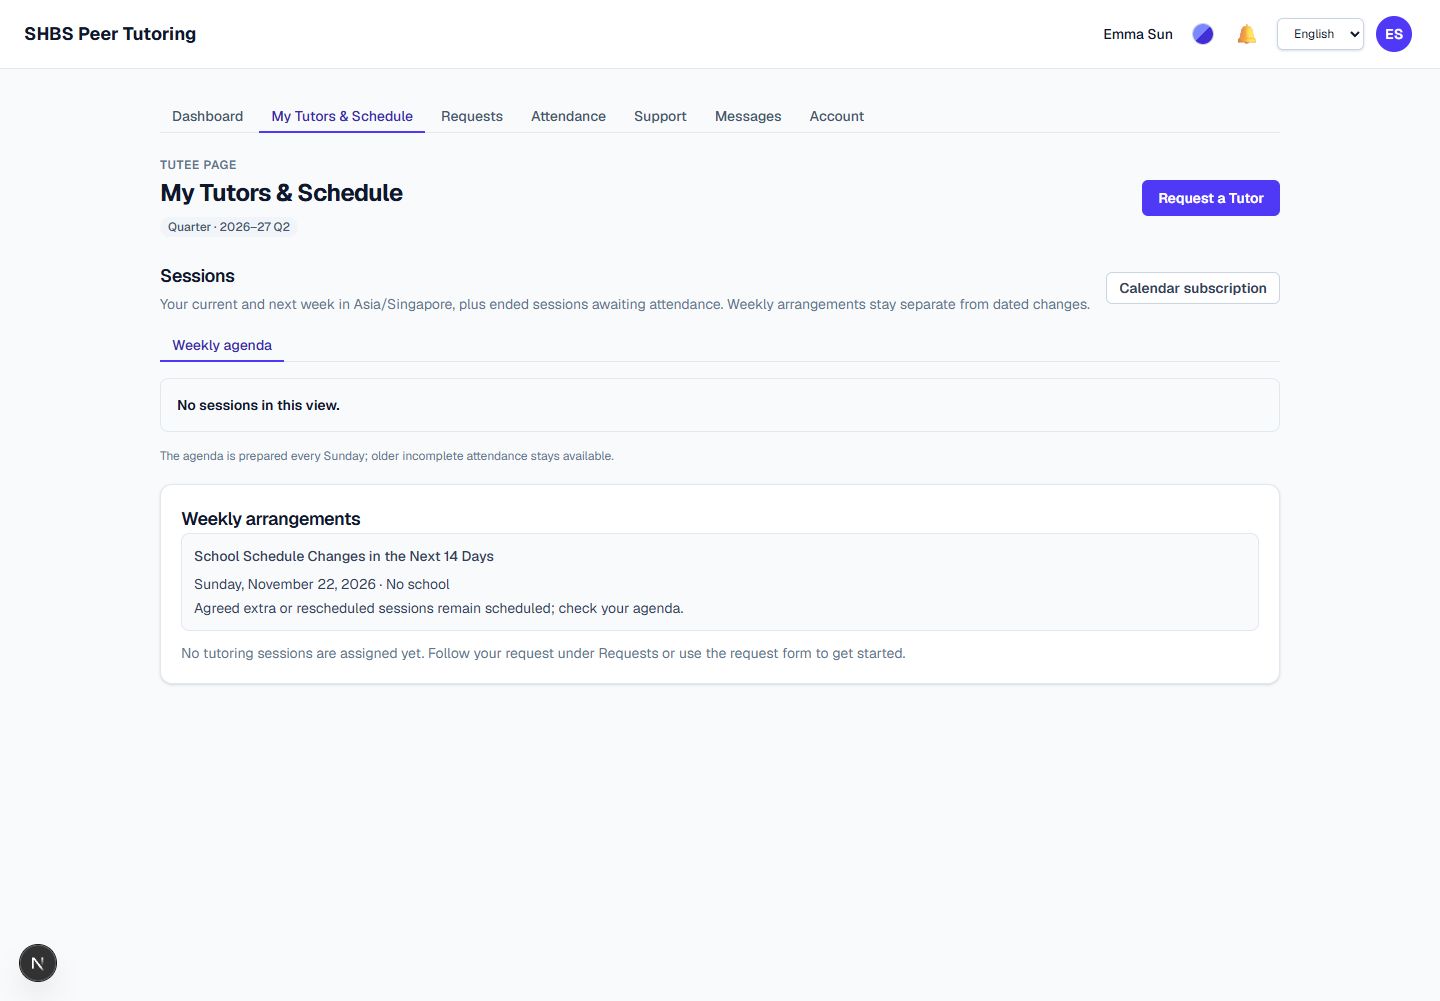 SHBS Peer Tutoring
Emma Sun
English
ES
Dashboard
My Tutors & Schedule
Requests
Attendance
Support
Messages
Account
TUTEE PAGE
My Tutors & Schedule
Request a Tutor
Quarter · 2026–27 Q2
Sessions
Your current and next week in Asia/Singapore, plus ended sessions awaiting attendance. Weekly arrangements stay separate from dated changes.
Calendar subscription
Weekly agenda
No sessions in this view.
The agenda is prepared every Sunday; older incomplete attendance stays available.
Weekly arrangements
School Schedule Changes in the Next 14 Days
Sunday, November 22, 2026 · No school
Agreed extra or rescheduled sessions remain scheduled; check your agenda.
No tutoring sessions are assigned yet. Follow your request under Requests or use the request form to get started.
N